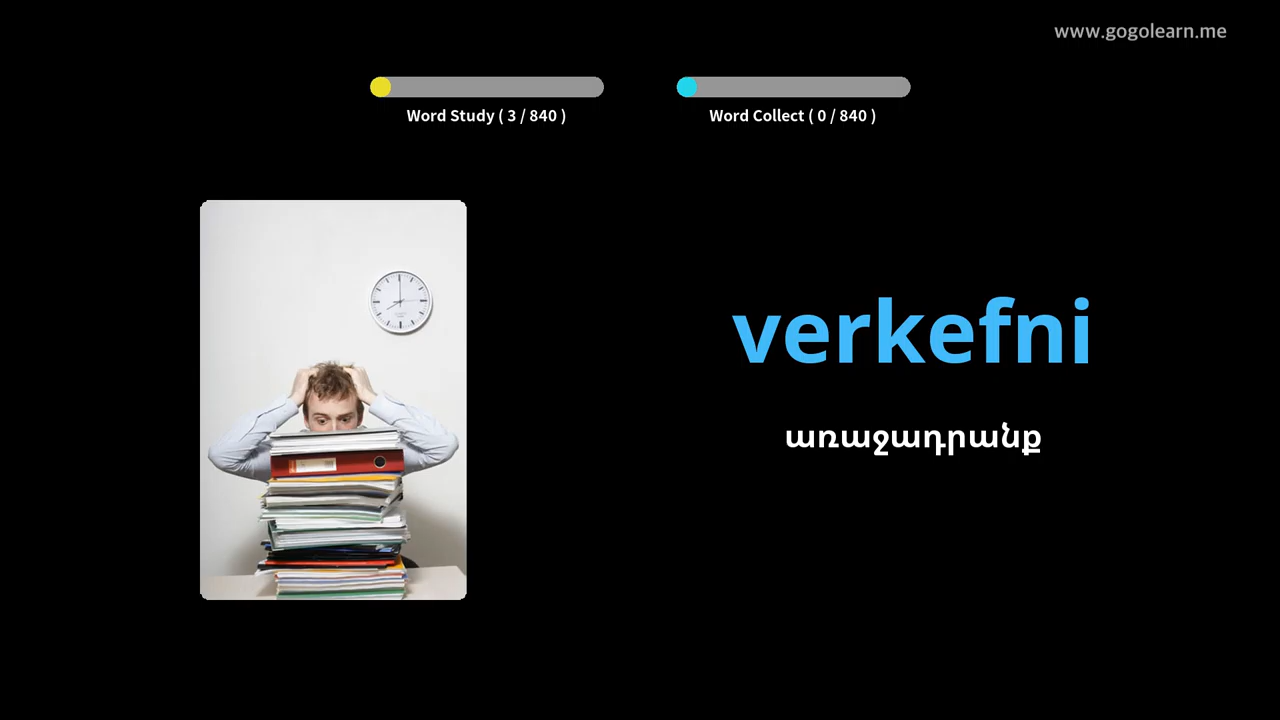 www.gogolearn.me
Word Study ( 3 / 840 )
Word Collect ( 0 / 840 )
verkefni
առաջադրանք